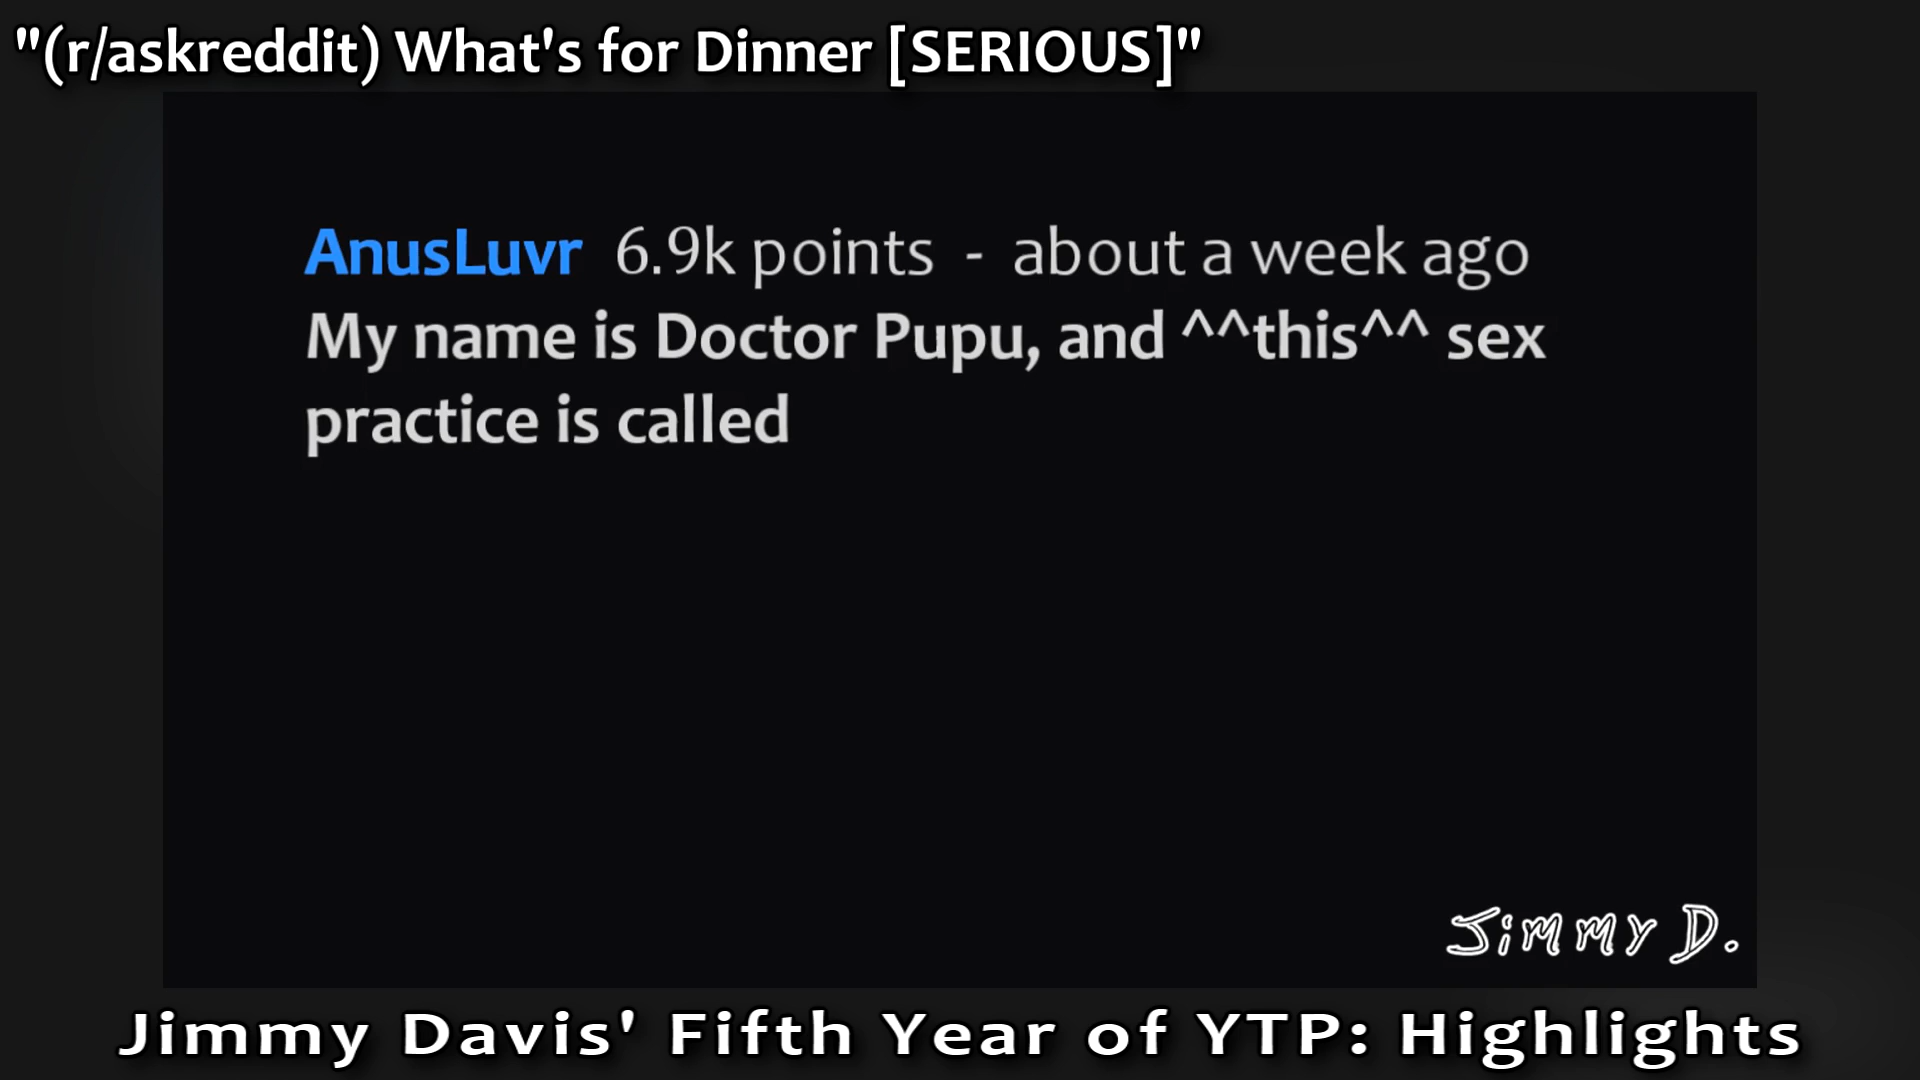 "(r/askreddit) What's for Dinner [SERIOUS]"
AnusLuvr 6.9k points - about a week ago
My name is Doctor Pupu, and ^^this^^ sex
practice is called
Jimmy D.
Jimmy Davis' Fifth Year of YTP: Highlights